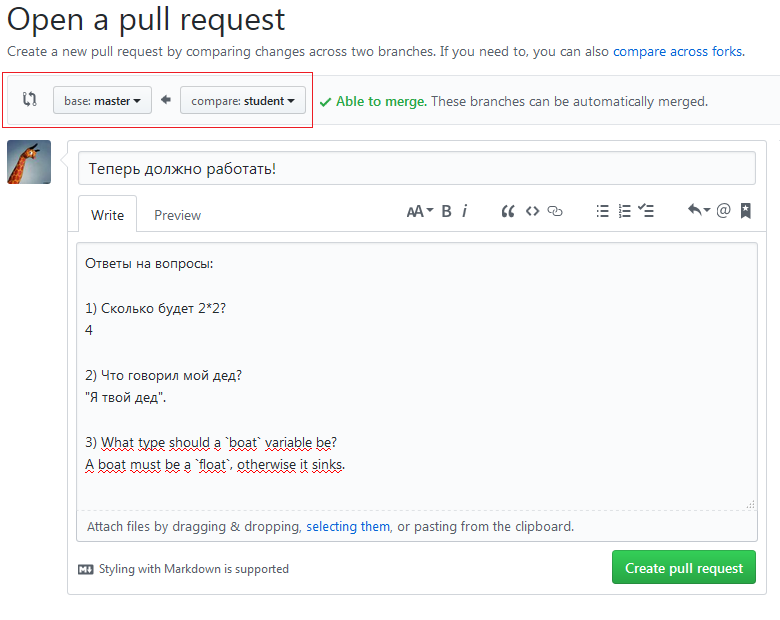 Open a pull request
Create a new pull request by comparing changes across two branches. If you need to, you can also compare across forks.
base: master compare: student Able to merge. These branches can be automatically merged.
Теперь должно работать!
Write Preview AA B i
Ответы на вопросы:
1) Сколько будет 2*2?
4
2) Что говорил мой дед?
"Я твой дед".
3) What type should a `boat` variable be?
A boat must be a `float`, otherwise it sinks.
Attach files by dragging & dropping, selecting them, or pasting from the clipboard.
Styling with Markdown is supported Create pull request